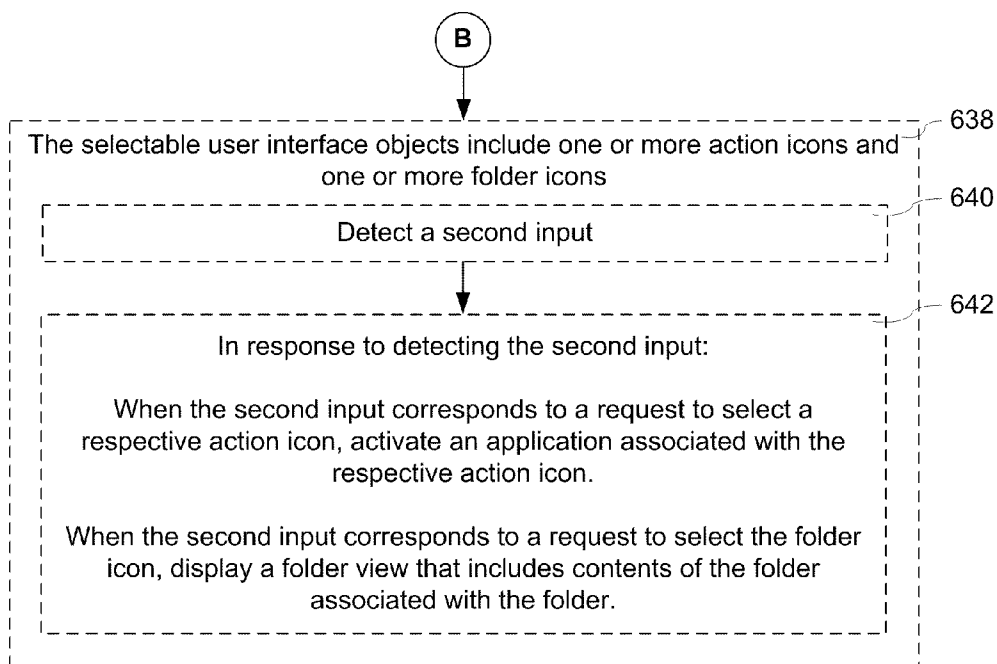 B
638
The selectable user interface objects include one or more action icons and
one or more folder icons
640
Detect a second input
642
In response to detecting the second input:
When the second input corresponds to a request to select a
respective action icon, activate an application associated with the
respective action icon.
When the second input corresponds to a request to select the folder
icon, display a folder view that includes contents of the folder
associated with the folder.